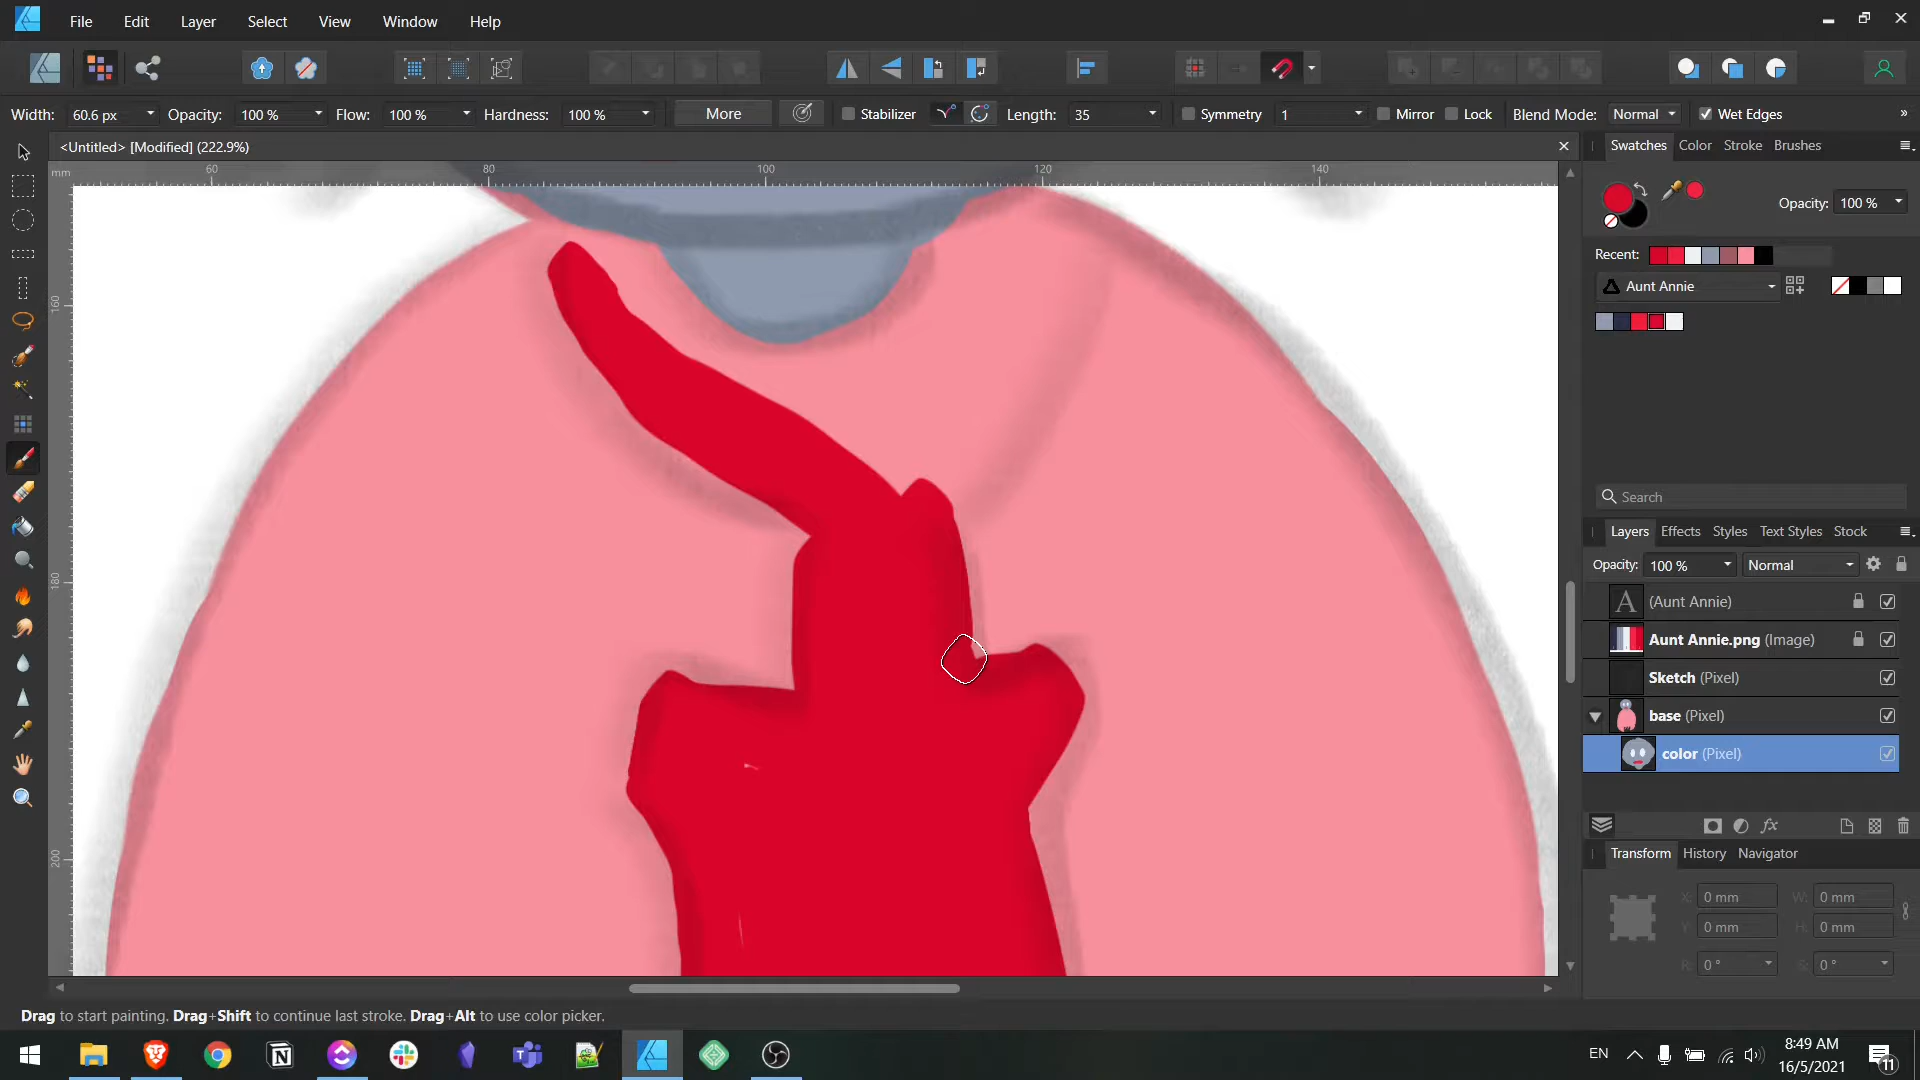 File Edit Layer Select View Window Help
Width: 60.6 px Opacity: 100 % Flow: 100 % Hardness: 100 % More Stabilizer Length: 35 Symmetry 1 Mirror Lock Blend Mode: Normal Wet Edges »
<Untitled> [Modified] (222.9%)
Swatches Color Stroke Brushes
mm 60 80 100 120 140
160
180
200
Opacity: 100 %
Recent:
Aunt Annie
Search
Layers Effects Styles Text Styles Stock
Opacity: 100 % Normal
A (Aunt Annie)
Aunt Annie.png (Image)
Sketch (Pixel)
base (Pixel)
color (Pixel)
fx
Transform History Navigator
X: 0 mm W: 0 mm
Y: 0 mm H: 0 mm
R: 0 ° S: 0 °
Drag to start painting. Drag+Shift to continue last stroke. Drag+Alt to use color picker.
EN
8:49 AM
16/5/2021
11